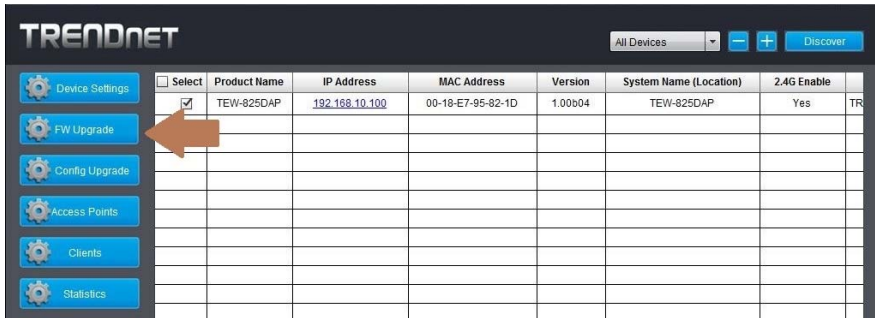 TRENDnET
All Devices
Discover
Device Settings
FW Upgrade
Config Upgrade
Access Points
Clients
Statistics
Select Product Name IP Address MAC Address Version System Name (Location) 2.4G Enable
TEW-825DAP 192.168.10.100 00-18-E7-95-82-1D 1.00b04 TEW-825DAP Yes TR